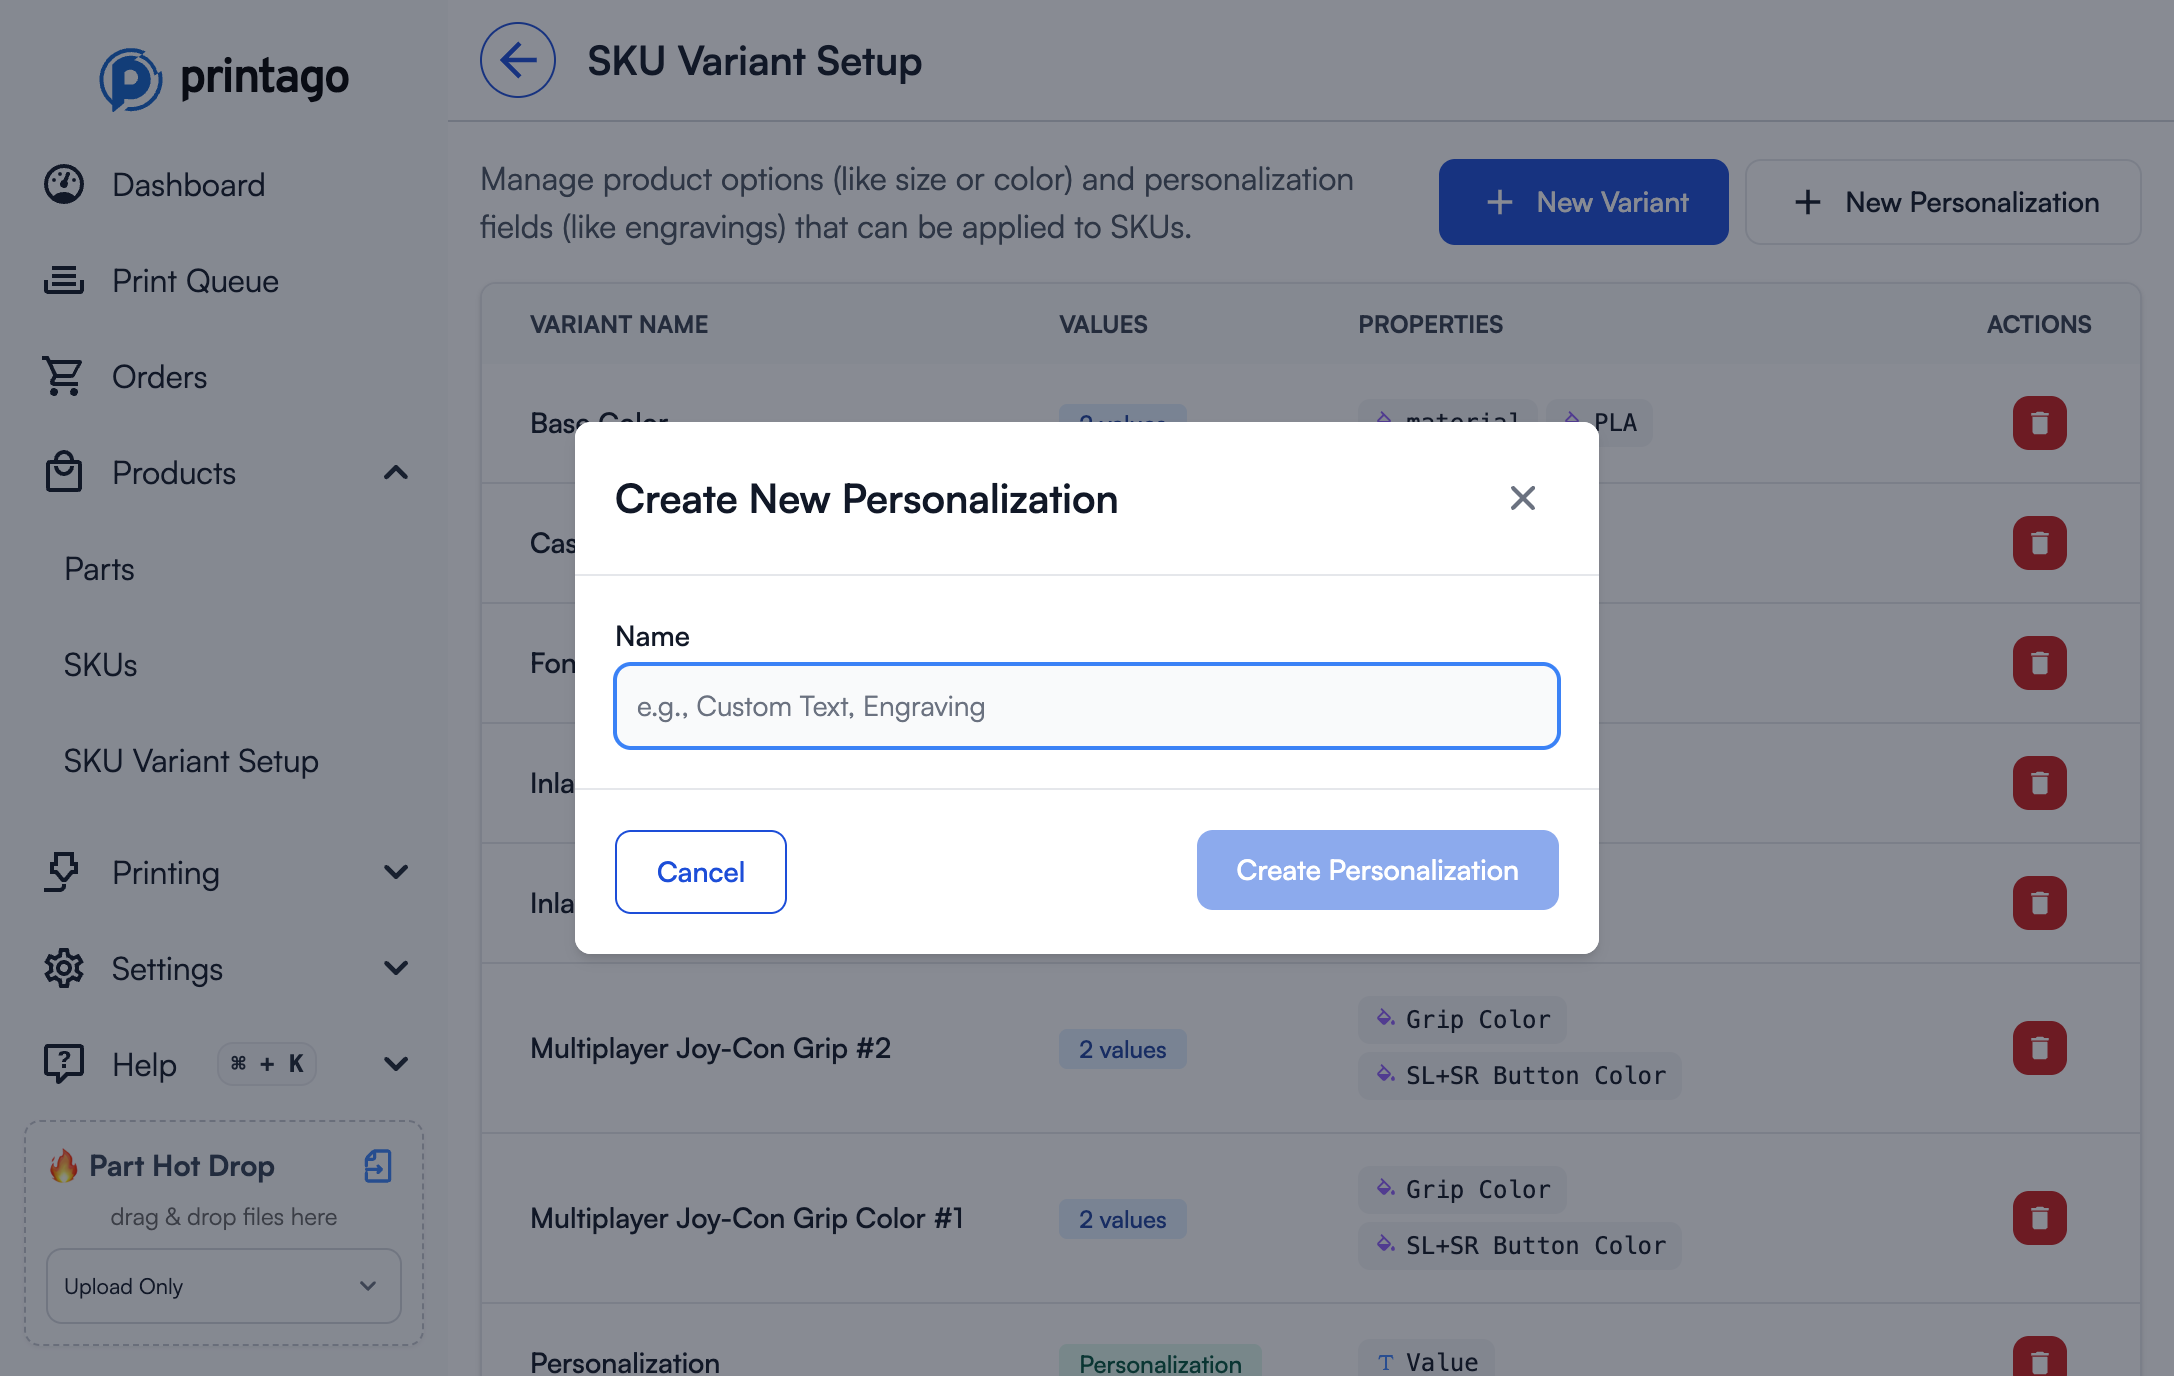 printago
SKU Variant Setup
Dashboard
Print Queue
Orders
Products
Parts
SKUs
SKU Variant Setup
Printing
Settings
Help ⌘ + K
🔥 Part Hot Drop
drag & drop files here
Upload Only
Manage product options (like size or color) and personalization
fields (like engravings) that can be applied to SKUs.
+ New Variant
+ New Personalization
VARIANT NAME VALUES PROPERTIES ACTIONS
Base Color 2 values material PLA
Cas
Fon
Inla
Inla
Create New Personalization
Name
e.g., Custom Text, Engraving
Cancel
Create Personalization
Multiplayer Joy-Con Grip #2 2 values Grip Color
SL+SR Button Color
Multiplayer Joy-Con Grip Color #1 2 values Grip Color
SL+SR Button Color
Personalization Personalization T Value